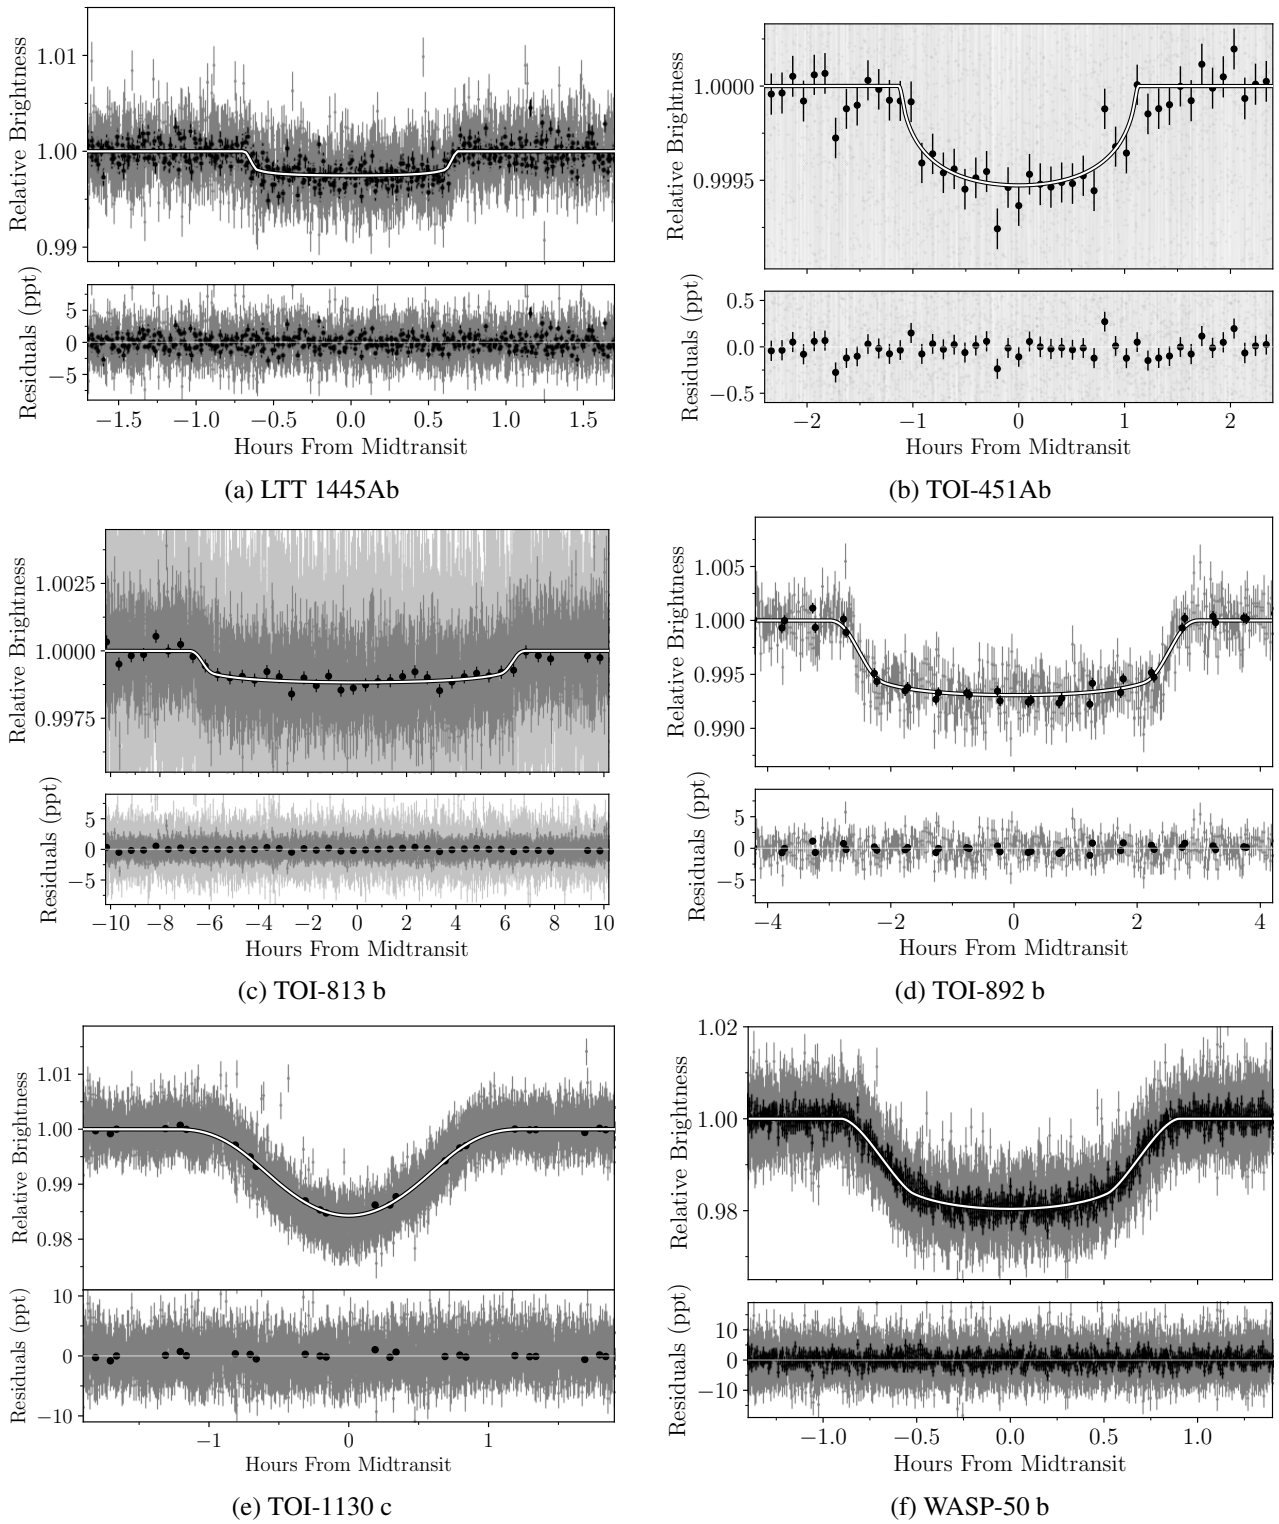 Relative Brightness
1.01
1.00
0.99
Residuals (ppt)
5
0
−5
−1.5 −1.0 −0.5 0.0 0.5 1.0 1.5
Hours From Midtransit
(a) LTT 1445Ab
Relative Brightness
1.0000
0.9995
Residuals (ppt)
0.5
0.0
−0.5
−2 −1 0 1 2
Hours From Midtransit
(b) TOI-451Ab
Relative Brightness
1.0025
1.0000
0.9975
Residuals (ppt)
5
0
−5
−10 −8 −6 −4 −2 0 2 4 6 8 10
Hours From Midtransit
(c) TOI-813 b
Relative Brightness
1.005
1.000
0.995
0.990
Residuals (ppt)
5
0
−5
−4 −2 0 2 4
Hours From Midtransit
(d) TOI-892 b
Relative Brightness
1.01
1.00
0.99
0.98
Residuals (ppt)
10
0
−10
−1 0 1
Hours From Midtransit
(e) TOI-1130 c
Relative Brightness
1.02
1.00
0.98
Residuals (ppt)
10
0
−10
−1.0 −0.5 0.0 0.5 1.0
Hours From Midtransit
(f) WASP-50 b